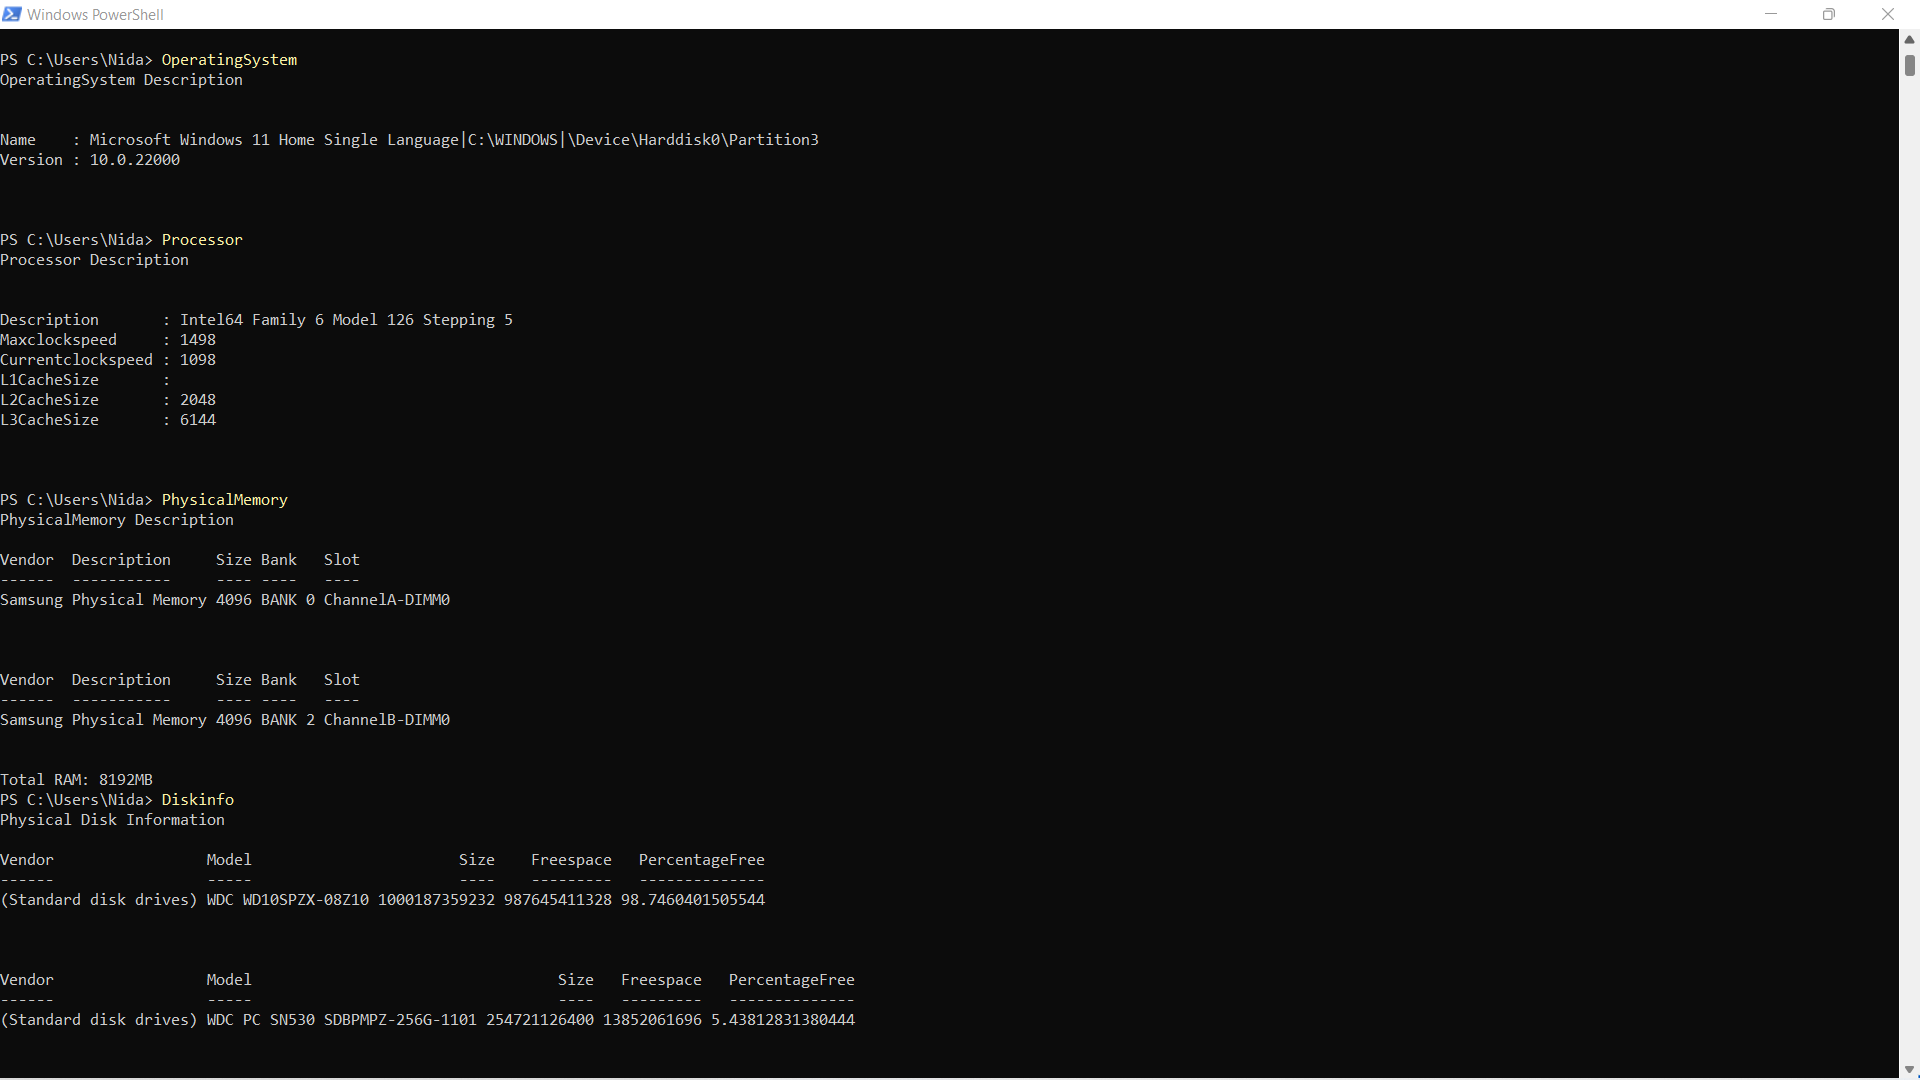 Windows PowerShell
PS C:\Users\Nida> OperatingSystem
OperatingSystem Description
Name    : Microsoft Windows 11 Home Single Language|C:\WINDOWS|\Device\Harddisk0\Partition3
Version : 10.0.22000
PS C:\Users\Nida> Processor
Processor Description
Description       : Intel64 Family 6 Model 126 Stepping 5
Maxclockspeed     : 1498
Currentclockspeed : 1098
L1CacheSize       :
L2CacheSize       : 2048
L3CacheSize       : 6144
PS C:\Users\Nida> PhysicalMemory
PhysicalMemory Description
Vendor  Description     Size Bank   Slot
------  -----------     ---- ----   ----
Samsung Physical Memory 4096 BANK 0 ChannelA-DIMM0
Vendor  Description     Size Bank   Slot
------  -----------     ---- ----   ----
Samsung Physical Memory 4096 BANK 2 ChannelB-DIMM0
Total RAM: 8192MB
PS C:\Users\Nida> Diskinfo
Physical Disk Information
Vendor                 Model                       Size    Freespace   PercentageFree
------                 -----                       ----    ---------   --------------
(Standard disk drives) WDC WD10SPZX-08Z10 1000187359232 987645411328 98.7460401505544
Vendor                 Model                                  Size   Freespace   PercentageFree
------                 -----                                  ----   ---------   --------------
(Standard disk drives) WDC PC SN530 SDBPMPZ-256G-1101 254721126400 13852061696 5.43812831380444